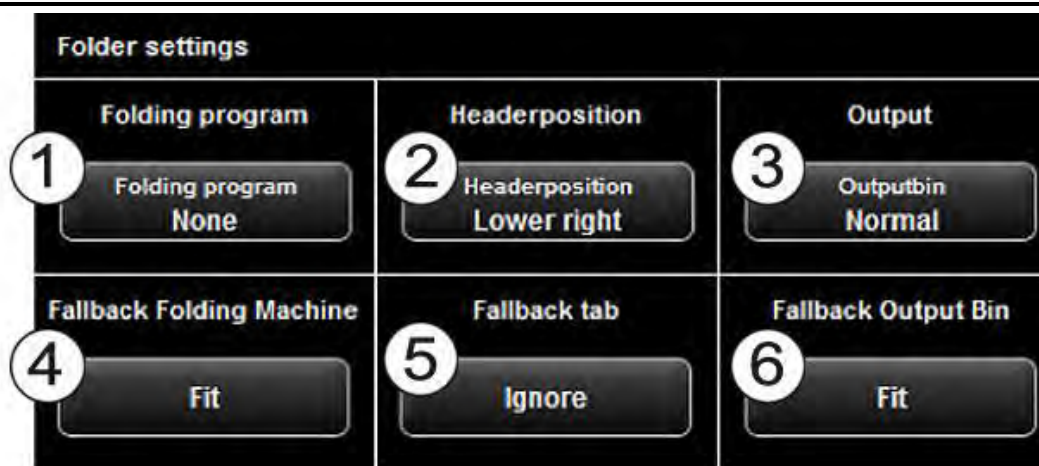 Folder settings
Folding program Headerposition Output
1 Folding program 2 Headerposition 3 Outputbin
None Lower right Normal
Fallback Folding Machine Fallback tab Fallback Output Bin
4 Fit 5 Ignore 6 Fit